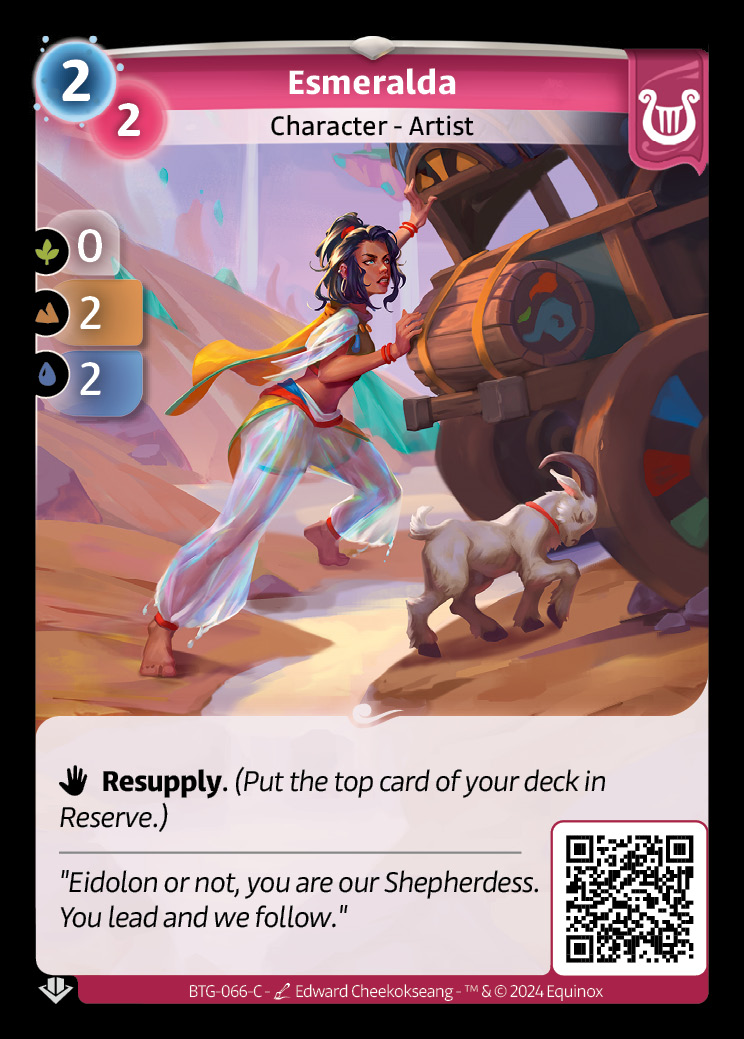 2
Esmeralda
2
Character - Artist
0
2
2
Resupply. (Put the top card of your deck in
Reserve.)
"Eidolon or not, you are our Shepherdess.
You lead and we follow."
BTG-066-C - Edward Cheekokseang - ™ & © 2024 Equinox